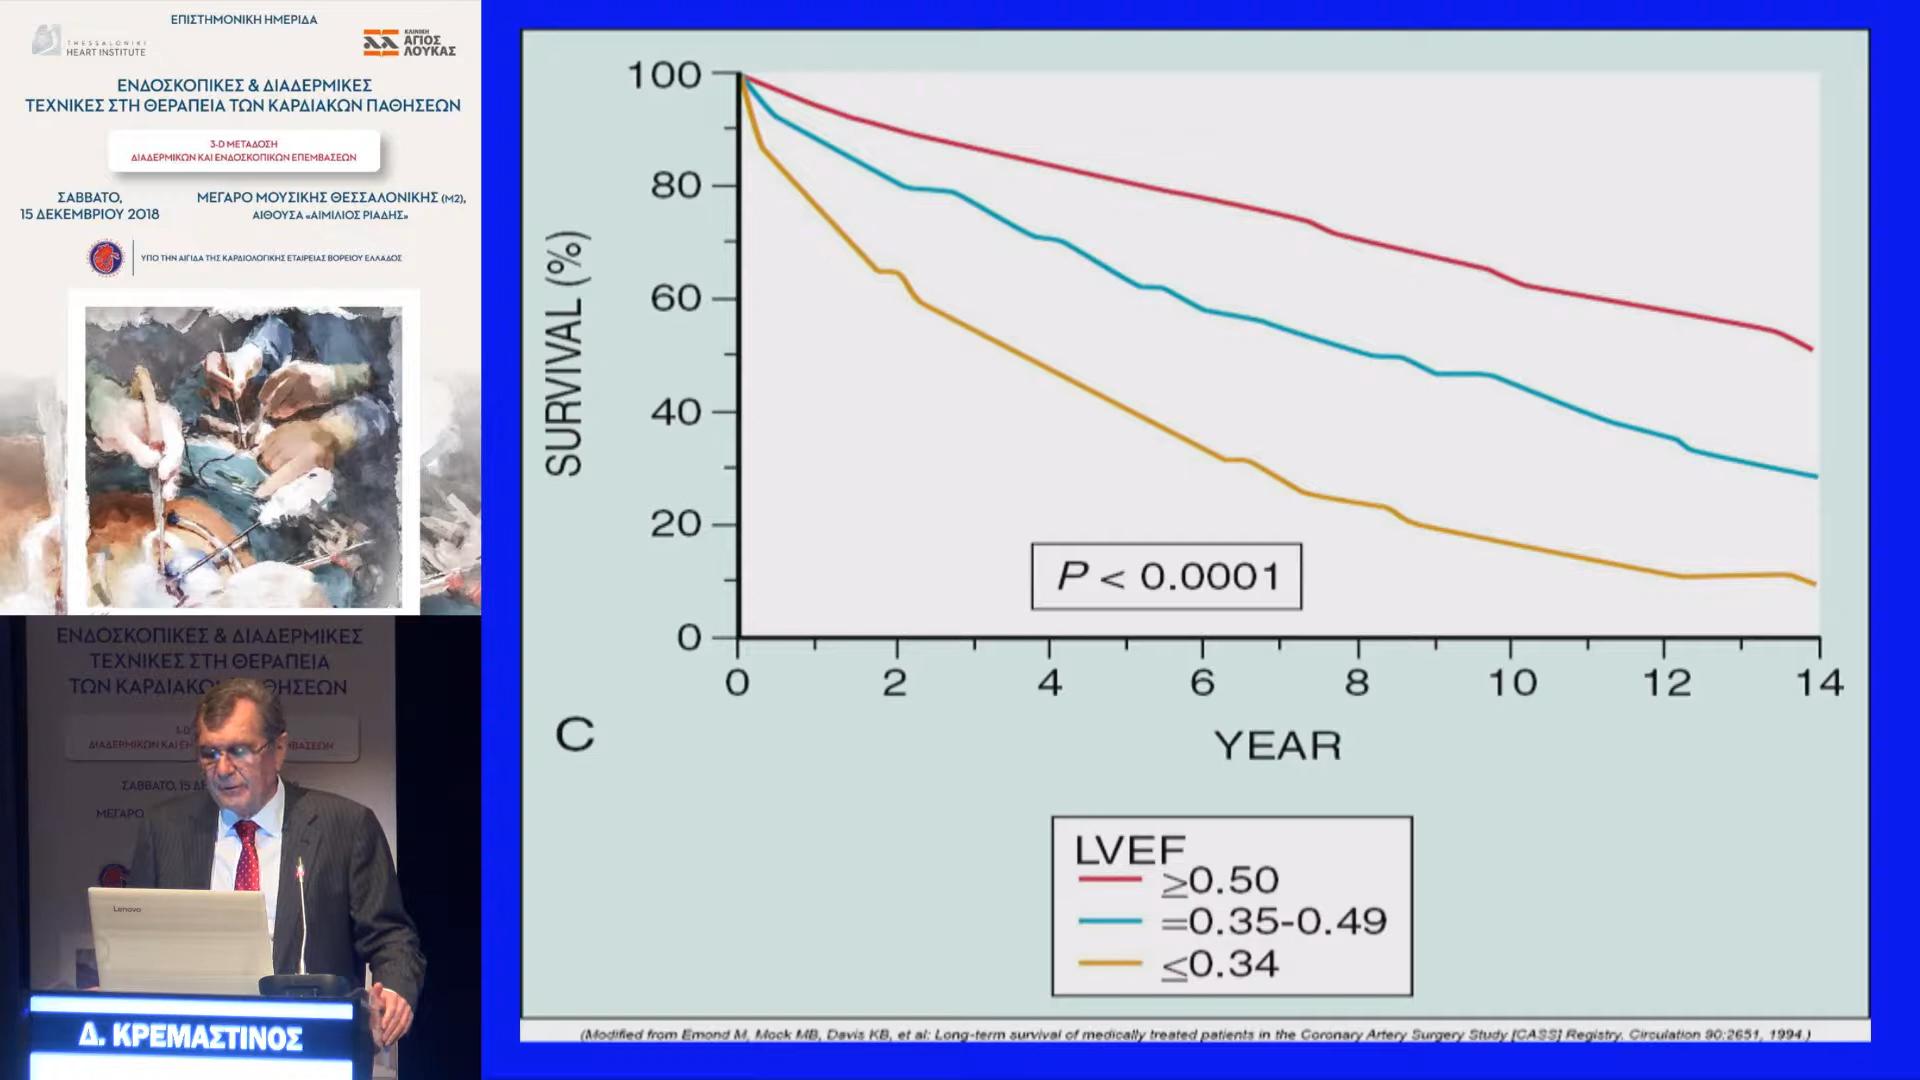 ΕΠΙΣΤΗΜΟΝΙΚΗ ΗΜΕΡΙΔΑ
THESSALONIKI
HEART INSTITUTE
ΚΛΙΝΙΚΗ
ΑΓΙΟΣ
ΛΟΥΚΑΣ
ΕΝΔΟΣΚΟΠΙΚΕΣ & ΔΙΑΔΕΡΜΙΚΕΣ
ΤΕΧΝΙΚΕΣ ΣΤΗ ΘΕΡΑΠΕΙΑ ΤΩΝ ΚΑΡΔΙΑΚΩΝ ΠΑΘΗΣΕΩΝ
3-D ΜΕΤΑΔΟΣΗ
ΔΙΑΔΕΡΜΙΚΩΝ ΚΑΙ ΕΝΔΟΣΚΟΠΙΚΩΝ ΕΠΕΜΒΑΣΕΩΝ
ΣΑΒΒΑΤΟ,
15 ΔΕΚΕΜΒΡΙΟΥ 2018
ΜΕΓΑΡΟ ΜΟΥΣΙΚΗΣ ΘΕΣΣΑΛΟΝΙΚΗΣ (Μ2),
ΑΙΘΟΥΣΑ «ΑΙΜΙΛΙΟΣ ΡΙΑΔΗΣ»
ΥΠΟ ΤΗΝ ΑΙΓΙΔΑ ΤΗΣ ΚΑΡΔΙΟΛΟΓΙΚΗΣ ΕΤΑΙΡΕΙΑΣ ΒΟΡΕΙΟΥ ΕΛΛΑΔΟΣ
ΕΝΔΟΣΚΟΠΙΚΕΣ & ΔΙΑΔΕΡΜΙΚΕΣ
ΤΕΧΝΙΚΕΣ ΣΤΗ ΘΕΡΑΠΕΙΑ
ΤΩΝ ΚΑΡΔΙΑΚΩ ΘΗΣΕΩΝ
3-D
ΔΙΑΔΕΡΜΙΚΩΝ ΚΑΙ ΕΝ ΒΑΣΕΩΝ
ΣΑΒΒΑΤΟ, 15 ΔΕ
ΜΕΓΑΡΟ
Lenovo
Δ. ΚΡΕΜΑΣΤΙΝΟΣ
SURVIVAL (%)
100
80
60
40
20
0
P < 0.0001
0 2 4 6 8 10 12 14
C
YEAR
LVEF
≥0.50
=0.35-0.49
≤0.34
(Modified from Emond M, Mock MB, Davis KB, et al: Long-term survival of medically treated patients in the Coronary Artery Surgery Study [CASS] Registry. Circulation 90:2651, 1994.)